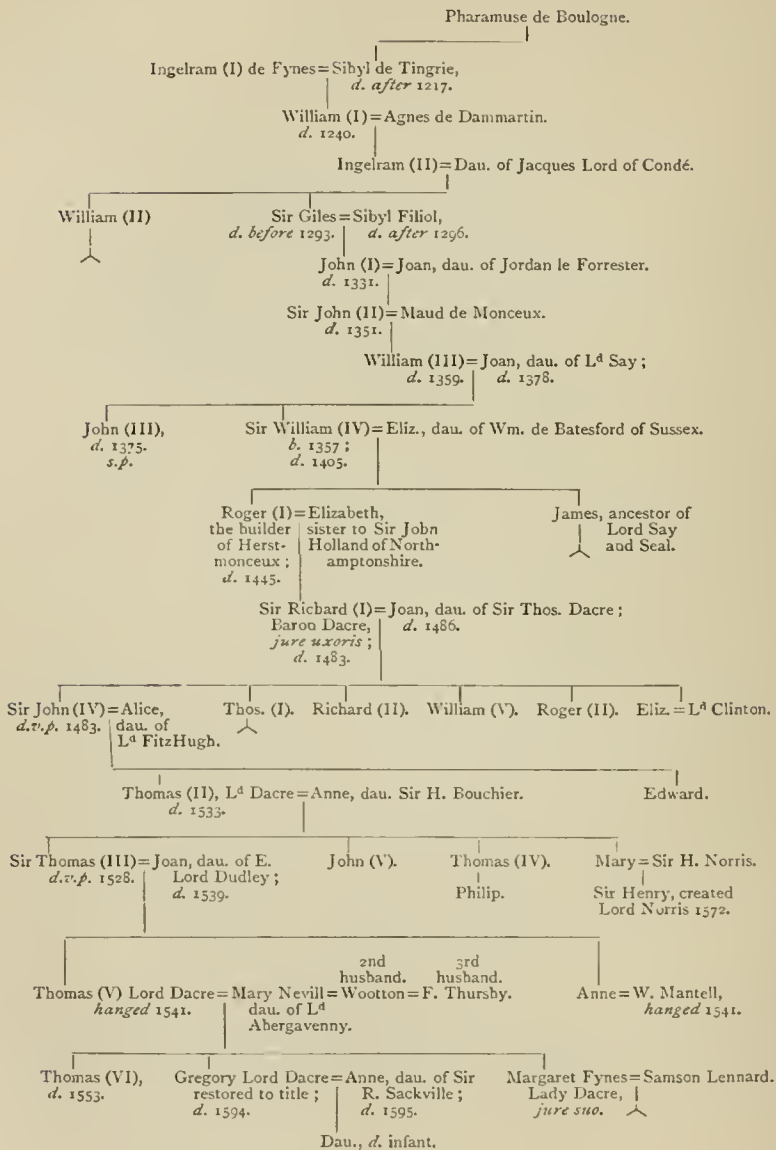 Pharamuse de Boulogne.
Ingelram (I) de Fynes=Sibyl de Tingrie,
d. after 1217.
William (I)=Agnes de Dammartin.
d. 1240.
Ingelram (II)=Dau. of Jacques Lord of Condé.
William (II) Sir Giles=Sibyl Filiol,
d. before 1293. d. after 1296.
John (I)=Joan, dau. of Jordan le Forrester.
d. 1331.
Sir John (II)=Maud de Monceux.
d. 1351.
William (III)=Joan, dau. of Ld Say;
d. 1359. d. 1378.
John (III), Sir William (IV)=Eliz., dau. of Wm. de Batesford of Sussex.
d. 1375. b. 1357;
s.p. d. 1405.
Roger (I)=Elizabeth, James, ancestor of
the builder sister to Sir John Lord Say
of Herst- Holland of North- and Seal.
monceux; amptonshire.
d. 1445.
Sir Richard (I)=Joan, dau. of Sir Thos. Dacre;
Baron Dacre, d. 1486.
jure uxoris;
d. 1483.
Sir John (IV)=Alice, Thos. (I). Richard (II). William (V). Roger (II). Eliz.=Ld Clinton.
d.v.p. 1483. dau. of
Ld FitzHugh.
Thomas (II), Ld Dacre=Anne, dau. Sir H. Bouchier. Edward.
d. 1533.
Sir Thomas (III)=Joan, dau. of E. John (V). Thomas (IV). Mary=Sir H. Norris.
d.v.p. 1528. Lord Dudley; Philip. Sir Henry, created
d. 1539. Lord Norris 1572.
2nd 3rd
husband. husband.
Thomas (V) Lord Dacre=Mary Nevill=Wootton=F. Thursby. Anne=W. Mantell,
hanged 1541. dau. of Ld hanged 1541.
Abergavenny.
Thomas (VI), Gregory Lord Dacre=Anne, dau. of Sir Margaret Fynes=Samson Lennard.
d. 1553. restored to title; R. Sackville; Lady Dacre,
d. 1594. d. 1595. jure suo.
Dau., d. infant.